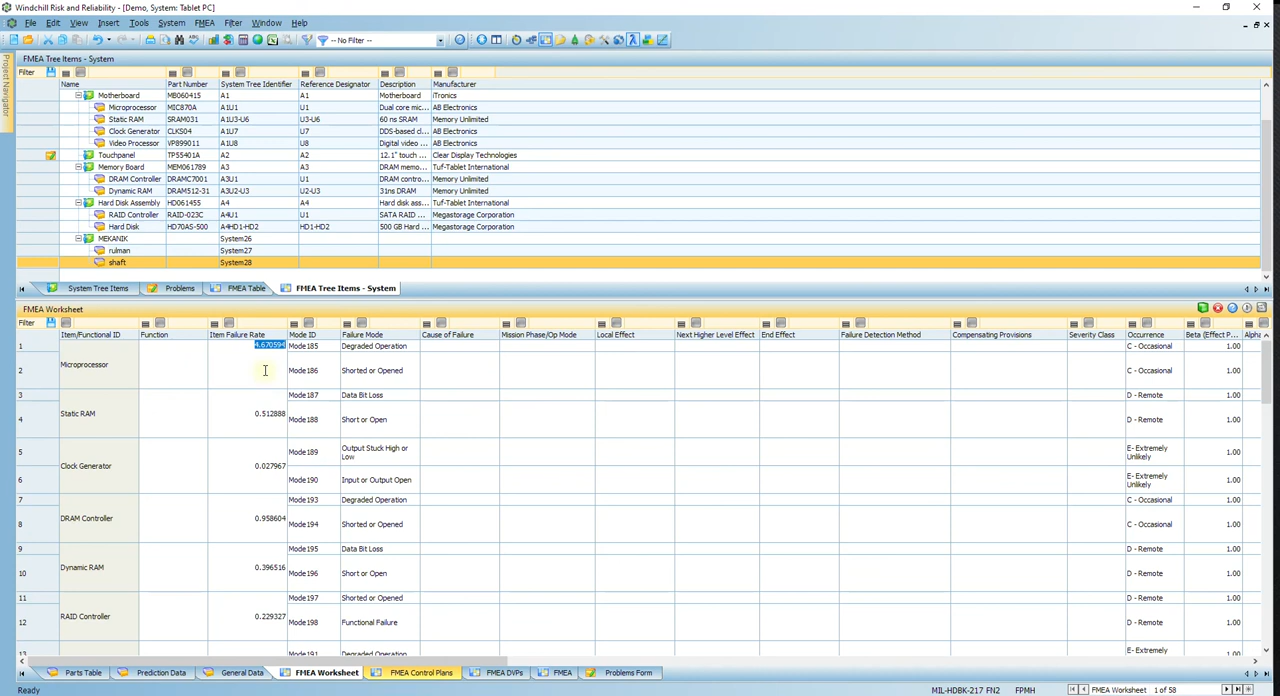 Windchill Risk and Reliability - [Demo, System: Tablet PC]
File Edit View Insert Tools System FMEA Filter Window Help
-- No Filter --
Project Navigator
FMEA Tree Items - System
Filter
Name Part Number System Tree Identifier Reference Designator Description Manufacturer
Motherboard MB060415 A1 A1 Motherboard iTronics
Microprocessor MIC870A A1U1 U1 Dual core mic... AB Electronics
Static RAM SRAM031 A1U3-U6 U3-U6 60 ns SRAM Memory Unlimited
Clock Generator CLKS04 A1U7 U7 DDS-based cl... AB Electronics
Video Processor VP899011 A1U8 U8 Digital video ... AB Electronics
Touchpanel TP55401A A2 A2 12.1" touch ... Clear Display Technologies
Memory Board MEM061789 A3 A3 DRAM memo... Tuf-Tablet International
DRAM Controller DRAMC7001 A3U1 U1 DRAM contro... Memory Unlimited
Dynamic RAM DRAM512-31 A3U2-U3 U2-U3 31ns DRAM Memory Unlimited
Hard Disk Assembly HD061455 A4 A4 Hard disk ass... Tuf-Tablet International
RAID Controller RAID-023C A4U1 U1 SATA RAID ... Megastorage Corporation
Hard Disk HD70AS-500 A4HD1-HD2 HD1-HD2 500 GB Hard ... Megastorage Corporation
MEKANIK System26
rulman System27
shaft System28
System Tree Items Problems FMEA Table FMEA Tree Items - System
FMEA Worksheet
Filter
Item/Functional ID Function Item Failure Rate Mode ID Failure Mode Cause of Failure Mission Phase/Op Mode Local Effect Next Higher Level Effect End Effect Failure Detection Method Compensating Provisions Severity Class Occurrence Beta (Effect P... Alpha
1 4.670594 Mode185 Degraded Operation C - Occasional 1.00
Microprocessor
2 Mode186 Shorted or Opened C - Occasional 1.00
3 Mode187 Data Bit Loss D - Remote 1.00
Static RAM 0.512888
4 Mode188 Short or Open D - Remote 1.00
5 Mode189 Output Stuck High or Low E- Extremely Unlikely 1.00
Clock Generator 0.027967
6 Mode190 Input or Output Open E- Extremely Unlikely 1.00
7 Mode193 Degraded Operation C - Occasional 1.00
DRAM Controller 0.958604
8 Mode194 Shorted or Opened C - Occasional 1.00
9 Mode195 Data Bit Loss D - Remote 1.00
Dynamic RAM 0.396516
10 Mode196 Short or Open D - Remote 1.00
11 Mode197 Shorted or Opened D - Remote 1.00
RAID Controller 0.229327
12 Mode198 Functional Failure D - Remote 1.00
13 Mode191 Degraded Operation
Parts Table Prediction Data General Data FMEA Worksheet FMEA Control Plans FMEA DVPs FMEA Problems Form
Ready MIL-HDBK-217 FN2 FPMH FMEA Worksheet 1 of 58